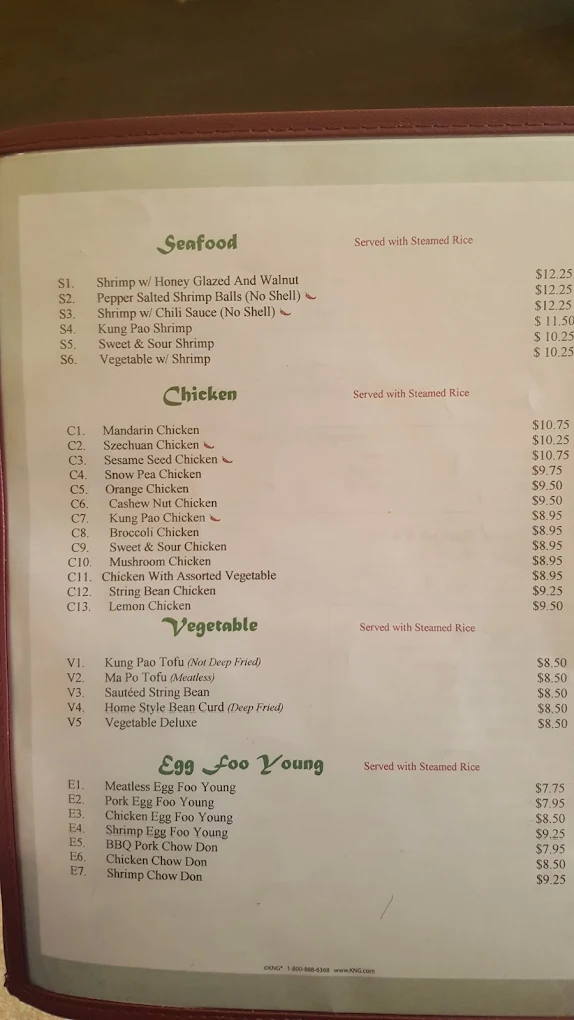 Seafood Served with Steamed Rice
S1. Shrimp w/ Honey Glazed And Walnut $12.25
S2. Pepper Salted Shrimp Balls (No Shell) $12.25
S3. Shrimp w/ Chili Sauce (No Shell) $12.25
S4. Kung Pao Shrimp $ 11.50
S5. Sweet & Sour Shrimp $ 10.25
S6. Vegetable w/ Shrimp $ 10.25
Chicken Served with Steamed Rice
C1. Mandarin Chicken $10.75
C2. Szechuan Chicken $10.25
C3. Sesame Seed Chicken $10.75
C4. Snow Pea Chicken $9.75
C5. Orange Chicken $9.50
C6. Cashew Nut Chicken $9.50
C7. Kung Pao Chicken $8.95
C8. Broccoli Chicken $8.95
C9. Sweet & Sour Chicken $8.95
C10. Mushroom Chicken $8.95
C11. Chicken With Assorted Vegetable $8.95
C12. String Bean Chicken $9.25
C13. Lemon Chicken $9.50
Vegetable Served with Steamed Rice
V1. Kung Pao Tofu (Not Deep Fried) $8.50
V2. Ma Po Tofu (Meatless) $8.50
V3. Sautéed String Bean $8.50
V4. Home Style Bean Curd (Deep Fried) $8.50
V5 Vegetable Deluxe $8.50
Egg Foo Young Served with Steamed Rice
E1. Meatless Egg Foo Young $7.75
E2. Pork Egg Foo Young $7.95
E3. Chicken Egg Foo Young $8.50
E4. Shrimp Egg Foo Young $9.25
E5. BBQ Pork Chow Don $7.95
E6. Chicken Chow Don $8.50
E7. Shrimp Chow Don $9.25
©KNG® 1-800-888-6368 www.KNG.com